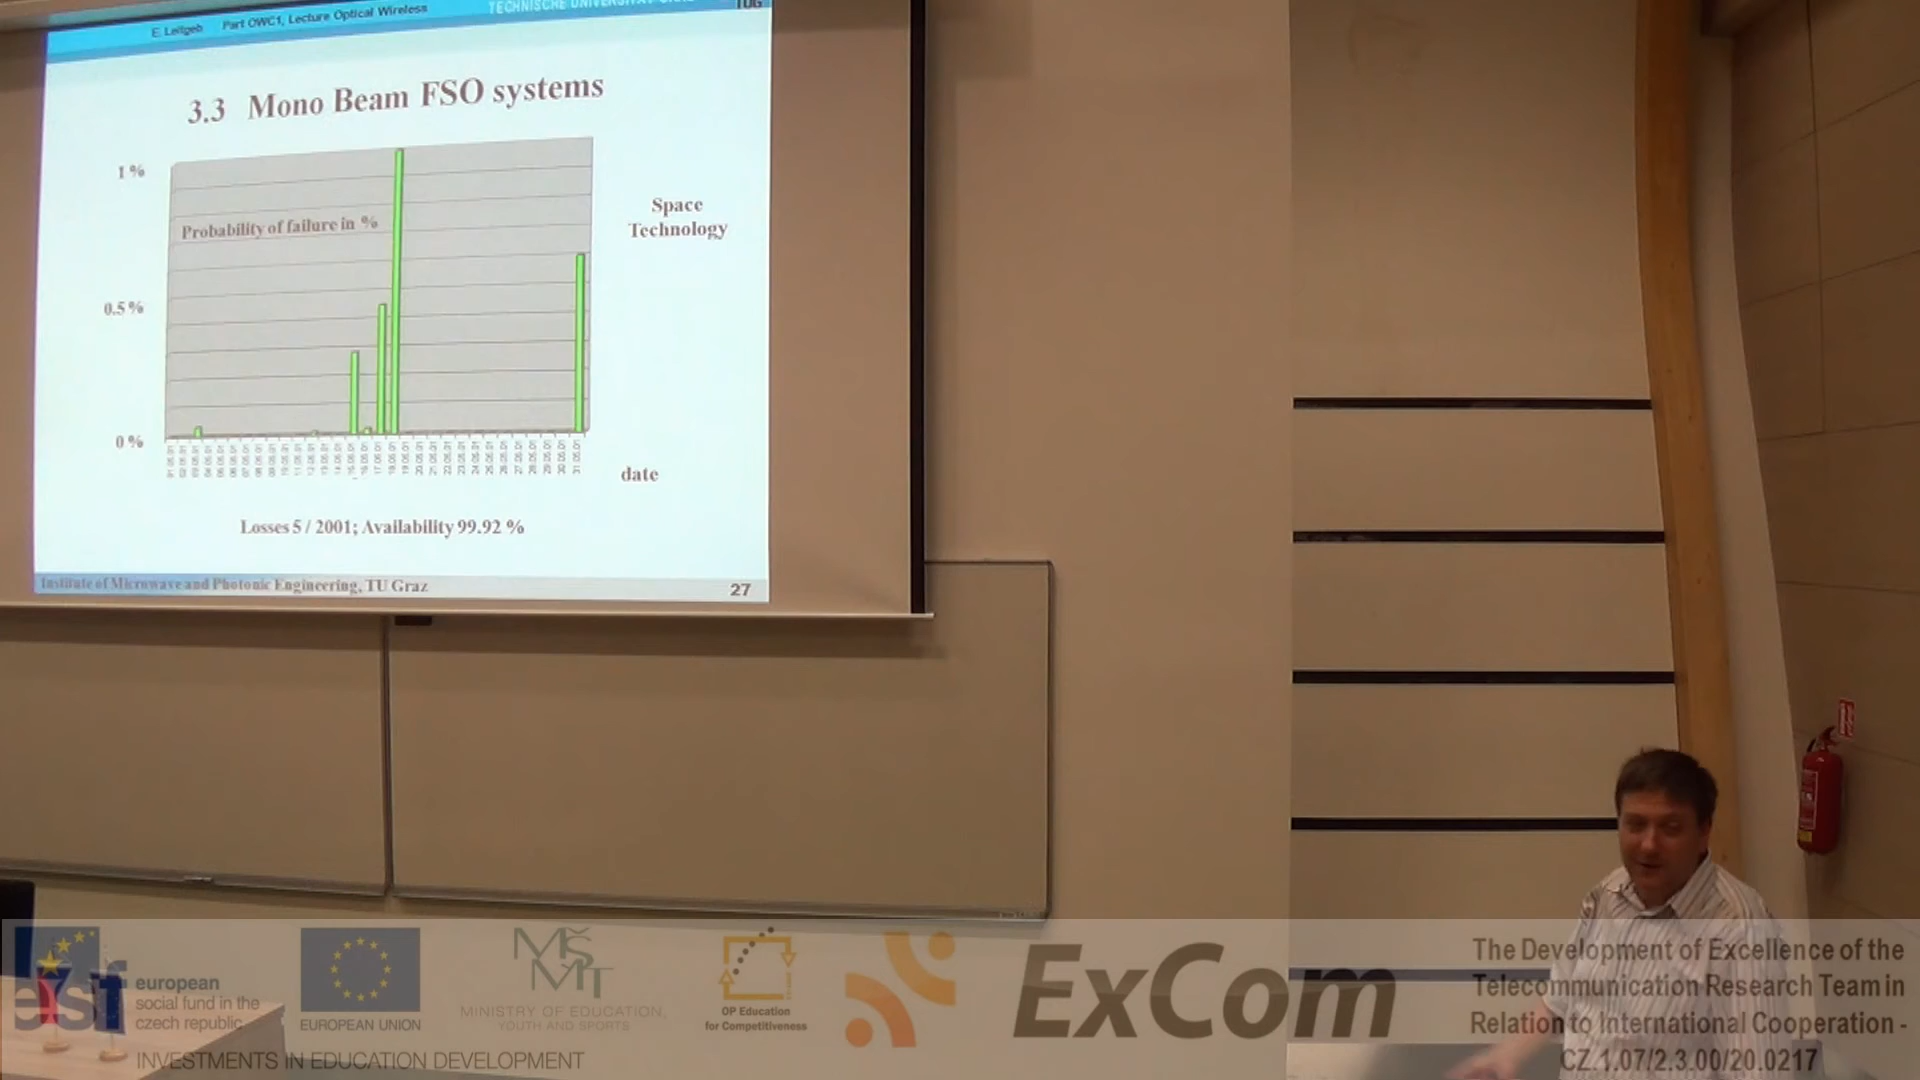 E. Leitgeb Part OWC1, Lecture Optical Wireless
TECHNISCHE
TUG
3.3 Mono Beam FSO systems
1 %
Probability of failure in %
0.5 %
0 %
Space
Technology
date
Losses 5 / 2001; Availability 99.92 %
Institute of Microwave and Photonic Engineering, TU Graz
27
esf
european
social fund in the
czech republic
EUROPEAN UNION
MŠ
MT
MINISTRY OF EDUCATION,
YOUTH AND SPORTS
OP Education
for Competitiveness
ExCom
The Development of Excellence of the
Telecommunication Research Team in
Relation to International Cooperation -
CZ.1.07/2.3.00/20.0217
INVESTMENTS IN EDUCATION DEVELOPMENT